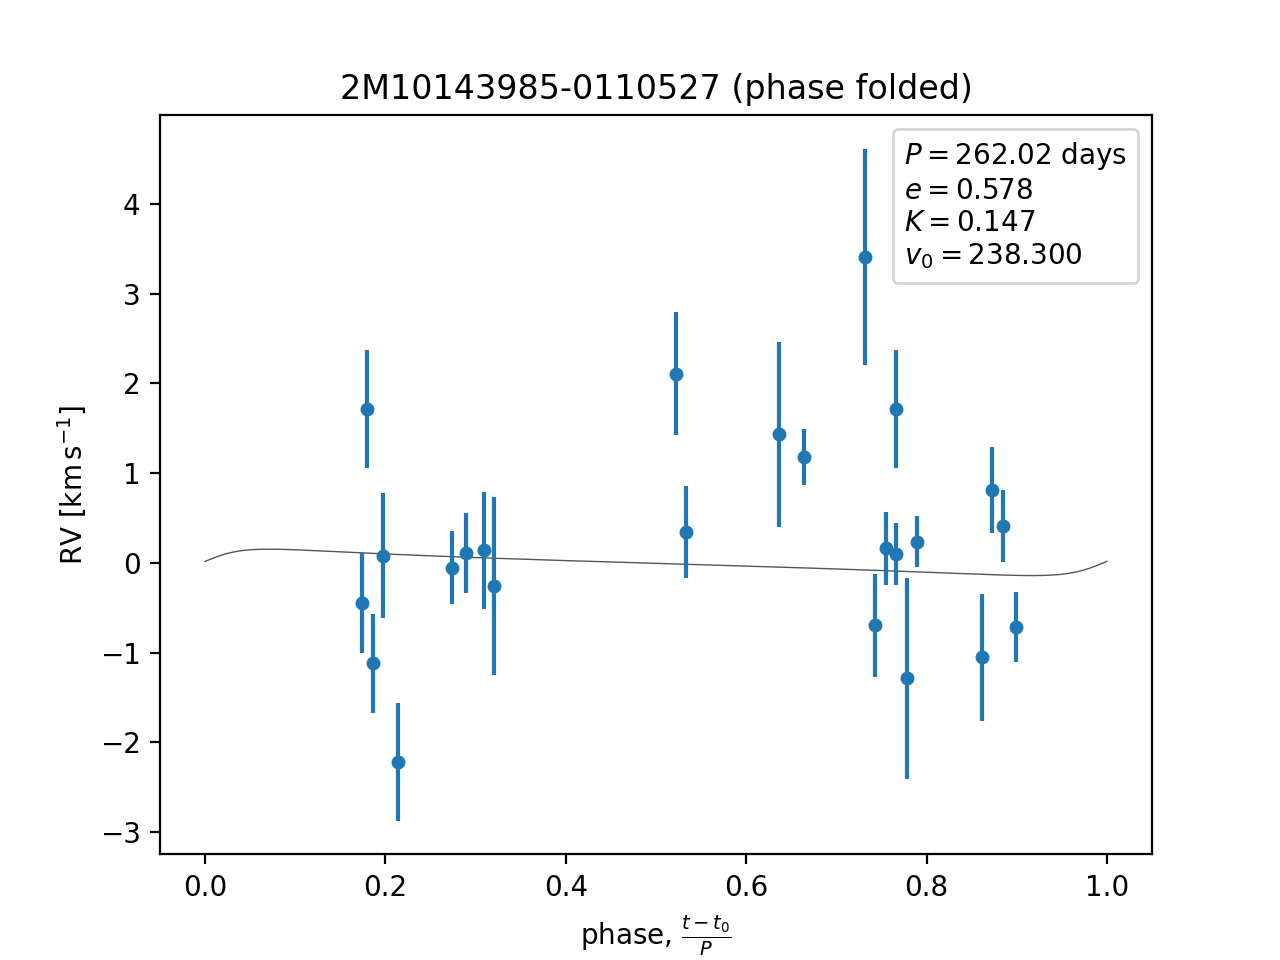 2M10143985-0110527 (phase folded)
P = 262.02 days
e = 0.578
K = 0.147
v₀ = 238.300
RV [km s⁻¹]
4
3
2
1
0
−1
−2
−3
0.0 0.2 0.4 0.6 0.8 1.0
phase, (t − t₀)/P